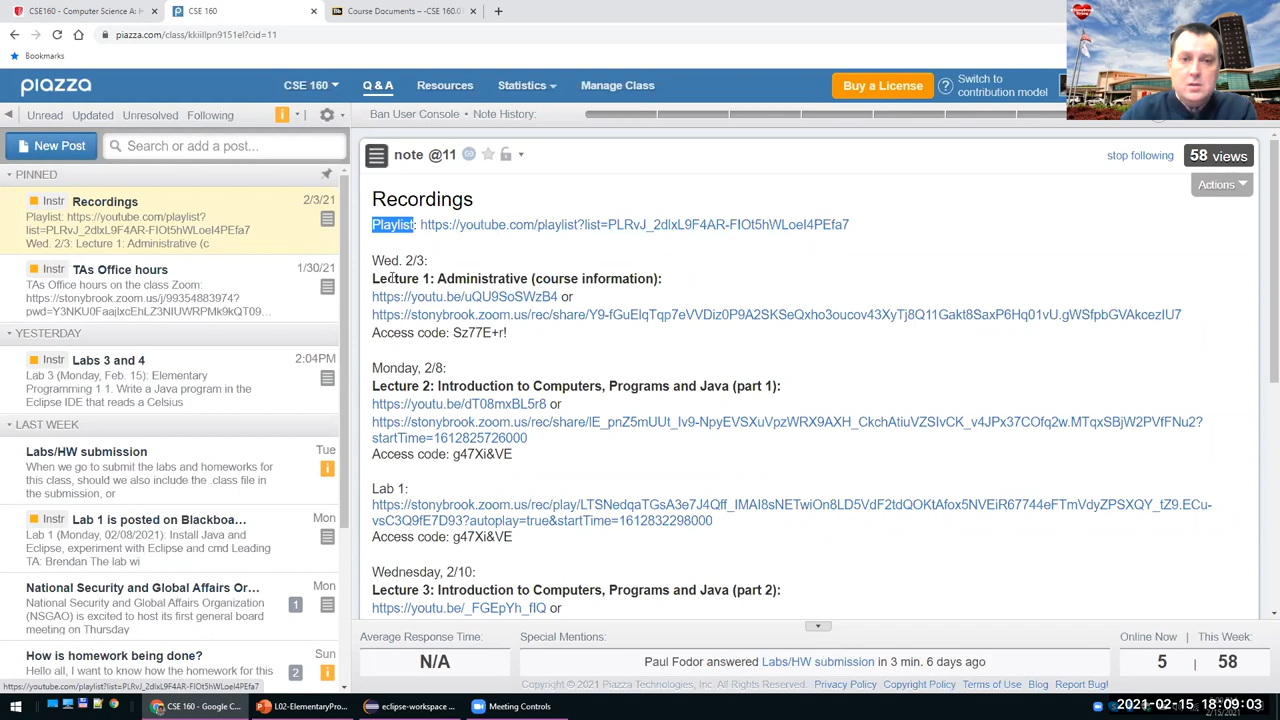 CSE160 - Computer Science A: H
CSE 160
Course Documents – -CSE 160.0
piazza.com/class/kkiillpn9151el?cid=11
Bookmarks
piazza
CSE 160
Q & A
Resources
Statistics
Manage Class
Buy a License
Switch to
contribution model
Unread
Updated
Unresolved
Following
Ban User Console • Note History:
New Post
Search or add a post...
PINNED
Instr Recordings 2/3/21
Playlist: https://youtube.com/playlist?
list=PLRvJ_2dlxL9F4AR-FIOt5hWLoeI4PEfa7
Wed. 2/3: Lecture 1: Administrative (c
Instr TAs Office hours 1/30/21
TAs Office hours on the class Zoom:
https://stonybrook.zoom.us/j/99354883974?
pwd=Y3NKU0FaajlxcEhLZ3NIUWRPMk9kQT09...
YESTERDAY
Instr Labs 3 and 4 2:04PM
Lab 3 (Monday, Feb. 15): Elementary
Programming 1 1. Write a Java program in the
Eclipse IDE that reads a Celsius
LAST WEEK
Labs/HW submission Tue
When we go to submit the labs and homeworks for
this class, should we also include the .class file in
the submission, or
Instr Lab 1 is posted on Blackboa... Mon
Lab 1 (Monday, 02/08/2021): Install Java and
Eclipse, experiment with Eclipse and cmd Leading
TA: Brendan The lab wi
National Security and Global Affairs Or... Mon
National Security and Global Affairs Organization
(NSGAO) is excited to host its first general board
meeting on Thursday
1
How is homework being done? Sun
Hello all, I want to know how the homework for this
2
https://youtube.com/playlist?list=PLRvJ_2dlxL9F4AR-FIOt5hWLoeI4PEfa7
note @11
stop following
58 views
Actions
Recordings
Playlist: https://youtube.com/playlist?list=PLRvJ_2dlxL9F4AR-FIOt5hWLoeI4PEfa7
Wed. 2/3:
Lecture 1: Administrative (course information):
https://youtu.be/uQU9SoSWzB4 or
https://stonybrook.zoom.us/rec/share/Y9-fGuElqTqp7eVVDiz0P9A2SKSeQxho3oucov43XyTj8Q11Gakt8SaxP6Hq01vU.gWSfpbGVAkcezIU7
Access code: Sz77E+r!
Monday, 2/8:
Lecture 2: Introduction to Computers, Programs and Java (part 1):
https://youtu.be/dT08mxBL5r8 or
https://stonybrook.zoom.us/rec/share/lE_pnZ5mUUt_Iv9-NpyEVSXuVpzWRX9AXH_CkchAtiuVZSIvCK_v4JPx37COfq2w.MTqxSBjW2PVfFNu2?
startTime=1612825726000
Access code: g47Xi&VE
Lab 1:
https://stonybrook.zoom.us/rec/play/LTSNedqaTGsA3e7J4Qff_IMAI8sNETwiOn8LD5VdF2tdQOKtAfox5NVEiR67744eFTmVdyZPSXQY_tZ9.ECu-
vsC3Q9fE7D93?autoplay=true&startTime=1612832298000
Access code: g47Xi&VE
Wednesday, 2/10:
Lecture 3: Introduction to Computers, Programs and Java (part 2):
https://youtu.be/_FGEpYh_fIQ or
Average Response Time:
N/A
Special Mentions:
Paul Fodor answered Labs/HW submission in 3 min. 6 days ago
Online Now | This Week:
5 | 58
Copyright © 2021 Piazza Technologies, Inc. All Rights Reserved. Privacy Policy Copyright Policy Terms of Use Blog Report Bug!
CSE 160 - Google C...
L02-ElementaryPro...
eclipse-workspace ...
Meeting Controls
2021-02-15 18:09:03